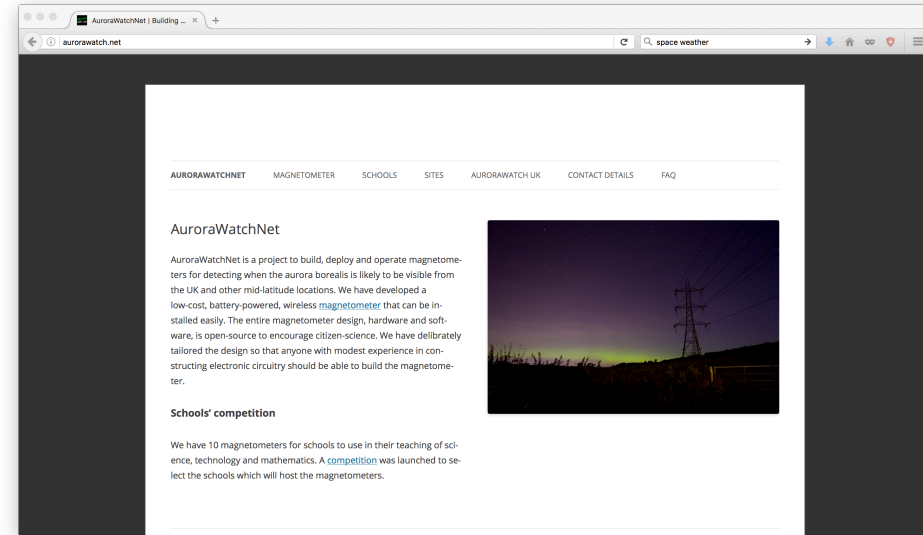 AuroraWatchNet | Building ...
aurorawatch.net
space weather
AURORAWATCHNET MAGNETOMETER SCHOOLS SITES AURORAWATCH UK CONTACT DETAILS FAQ
AuroraWatchNet
AuroraWatchNet is a project to build, deploy and operate magnetome-
ters for detecting when the aurora borealis is likely to be visible from
the UK and other mid-latitude locations. We have developed a
low-cost, battery-powered, wireless magnetometer that can be in-
stalled easily. The entire magnetometer design, hardware and soft-
ware, is open-source to encourage citizen-science. We have delibrately
tailored the design so that anyone with modest experience in con-
structing electronic circuitry should be able to build the magnetome-
ter.
Schools' competition
We have 10 magnetometers for schools to use in their teaching of sci-
ence, technology and mathematics. A competition was launched to se-
lect the schools which will host the magnetometers.